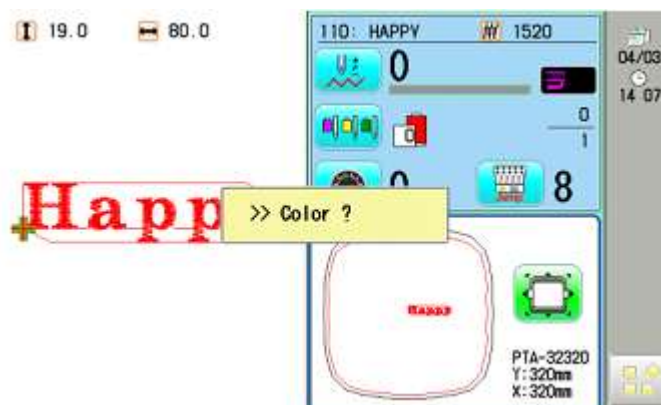 19.0 80.0
110: HAPPY 1520
0
04/03
14 07
0
1
0 8
Happ
>> Color ?
Happy
PTA-32320
Y:320mm
X:320mm